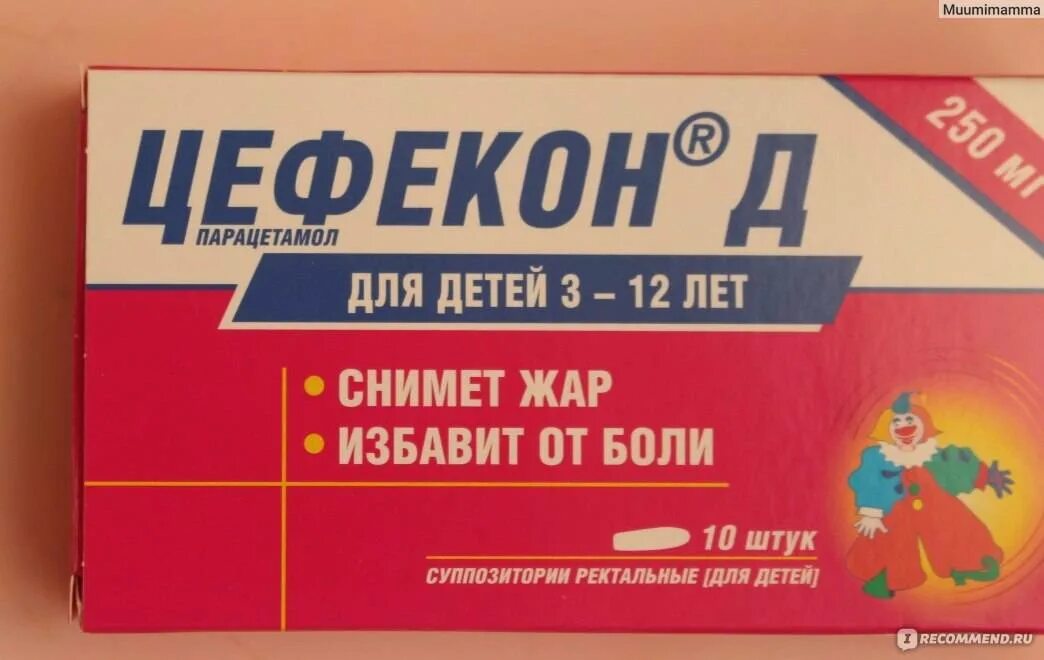 Muumimamma
250 МГ
ЦЕФЕКОН® Д
ПАРАЦЕТАМОЛ
ДЛЯ ДЕТЕЙ 3 – 12 ЛЕТ
• СНИМЕТ ЖАР
• ИЗБАВИТ ОТ БОЛИ
10 штук
СУППОЗИТОРИИ РЕКТАЛЬНЫЕ [ДЛЯ ДЕТЕЙ]
I RECOMMEND.RU